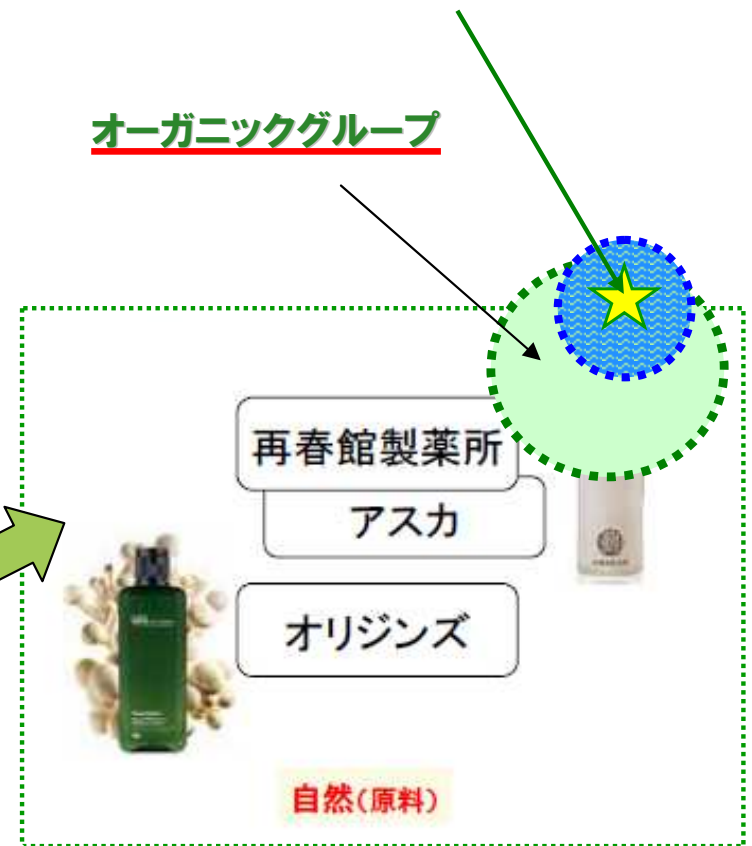 オーガニックグループ
再春館製薬所
アスカ
オリジンズ
自然(原料)